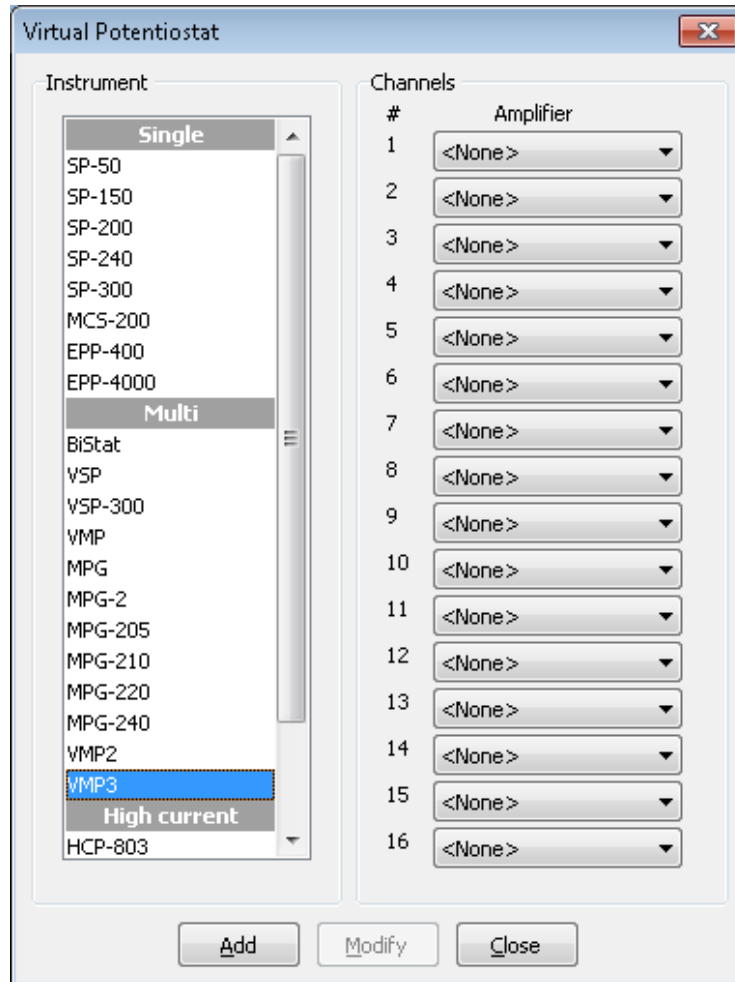 Virtual Potentiostat
Instrument
Single
SP-50
SP-150
SP-200
SP-240
SP-300
MCS-200
EPP-400
EPP-4000
Multi
BiStat
VSP
VSP-300
VMP
MPG
MPG-2
MPG-205
MPG-210
MPG-220
MPG-240
VMP2
VMP3
High current
HCP-803
Channels
# Amplifier
1 <None>
2 <None>
3 <None>
4 <None>
5 <None>
6 <None>
7 <None>
8 <None>
9 <None>
10 <None>
11 <None>
12 <None>
13 <None>
14 <None>
15 <None>
16 <None>
Add Modify Close